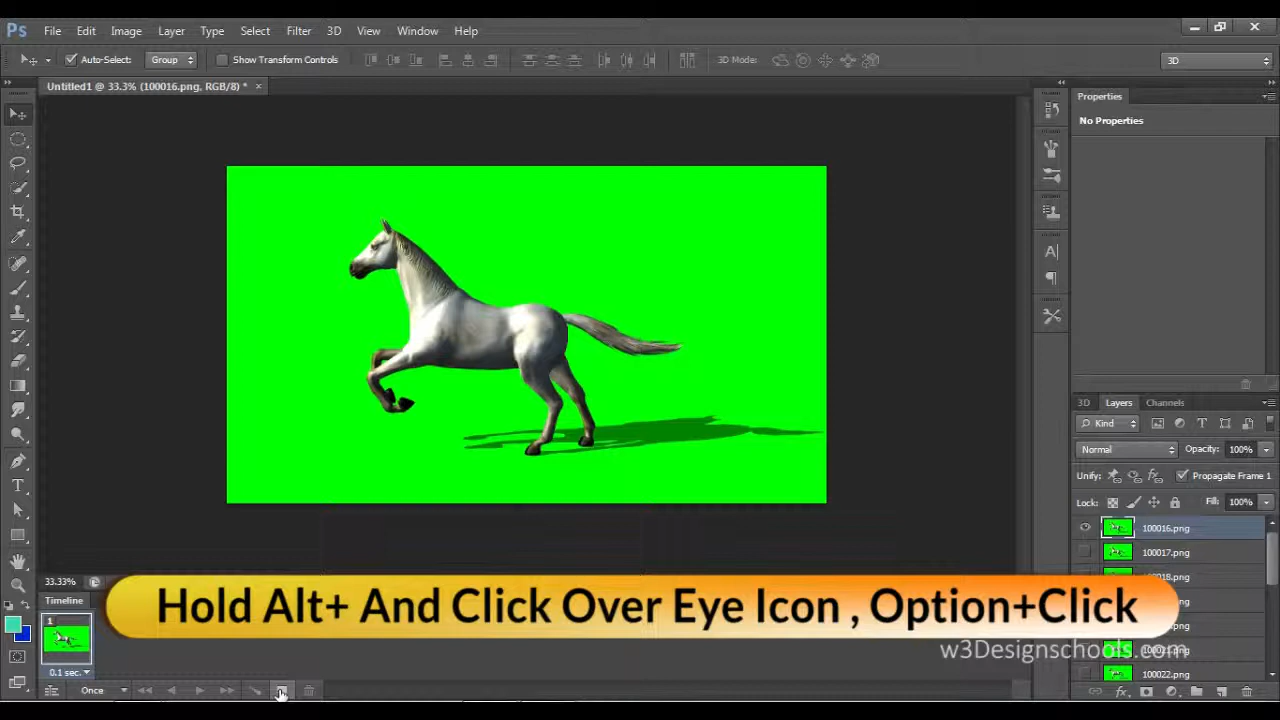 Ps File Edit Image Layer Type Select Filter 3D View Window Help
Auto-Select: Group Show Transform Controls 3D Mode: 3D
Untitled1 @ 33.3% (100016.png, RGB/8) * ×
Properties
No Properties
3D Layers Channels
Kind
Normal Opacity: 100%
Unify: Propagate Frame 1
Lock: Fill: 100%
100016.png
100017.png
33.33%
Hold Alt+ And Click Over Eye Icon , Option+Click
Timeline
1
w3Designschools.com
0.1 sec.
100022.png
Once